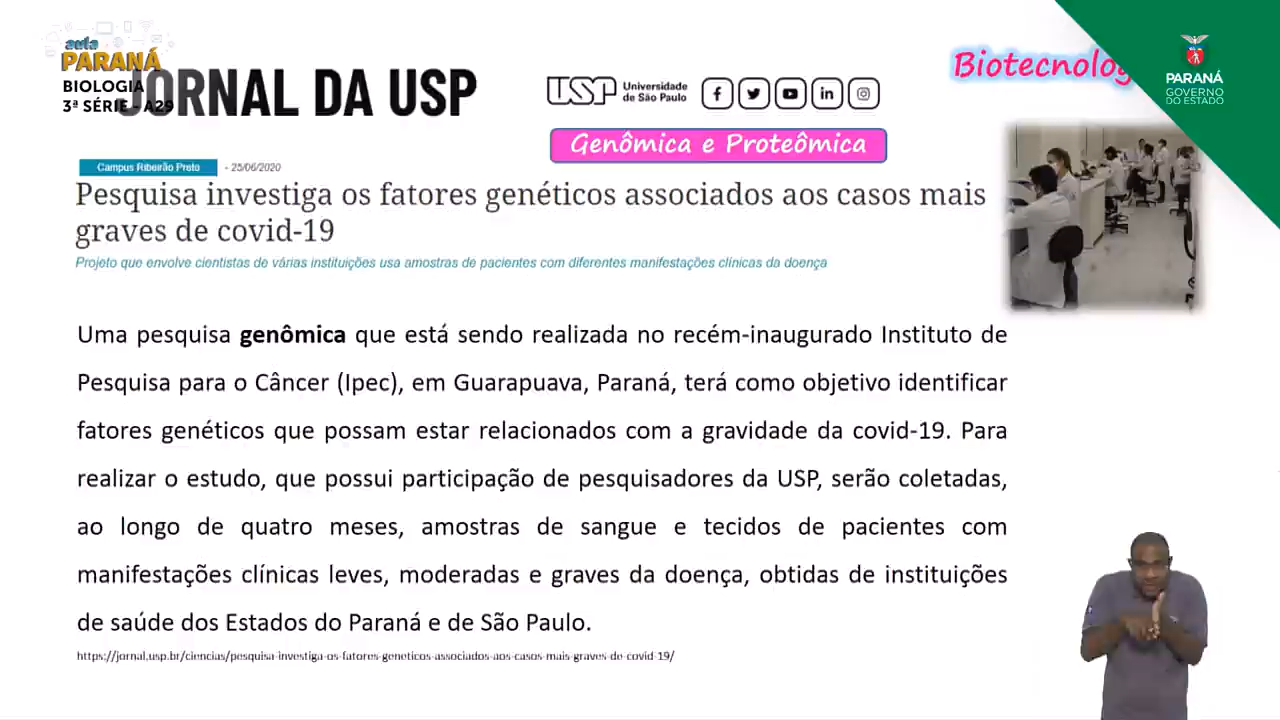 aula
PARANÁ
BIOLOGIA
3ª SÉRIE - A29
JORNAL DA USP
USP Universidade
de São Paulo
Biotecnolog
PARANÁ
GOVERNO
DO ESTADO
Genômica e Proteômica
Campus Ribeirão Preto - 25/06/2020
Pesquisa investiga os fatores genéticos associados aos casos mais
graves de covid-19
Projeto que envolve cientistas de várias instituições usa amostras de pacientes com diferentes manifestações clínicas da doença
Uma pesquisa genômica que está sendo realizada no recém-inaugurado Instituto de
Pesquisa para o Câncer (Ipec), em Guarapuava, Paraná, terá como objetivo identificar
fatores genéticos que possam estar relacionados com a gravidade da covid-19. Para
realizar o estudo, que possui participação de pesquisadores da USP, serão coletadas,
ao longo de quatro meses, amostras de sangue e tecidos de pacientes com
manifestações clínicas leves, moderadas e graves da doença, obtidas de instituições
de saúde dos Estados do Paraná e de São Paulo.
https://jornal.usp.br/ciencias/pesquisa-investiga-os-fatores-geneticos-associados-aos-casos-mais-graves-de-covid-19/